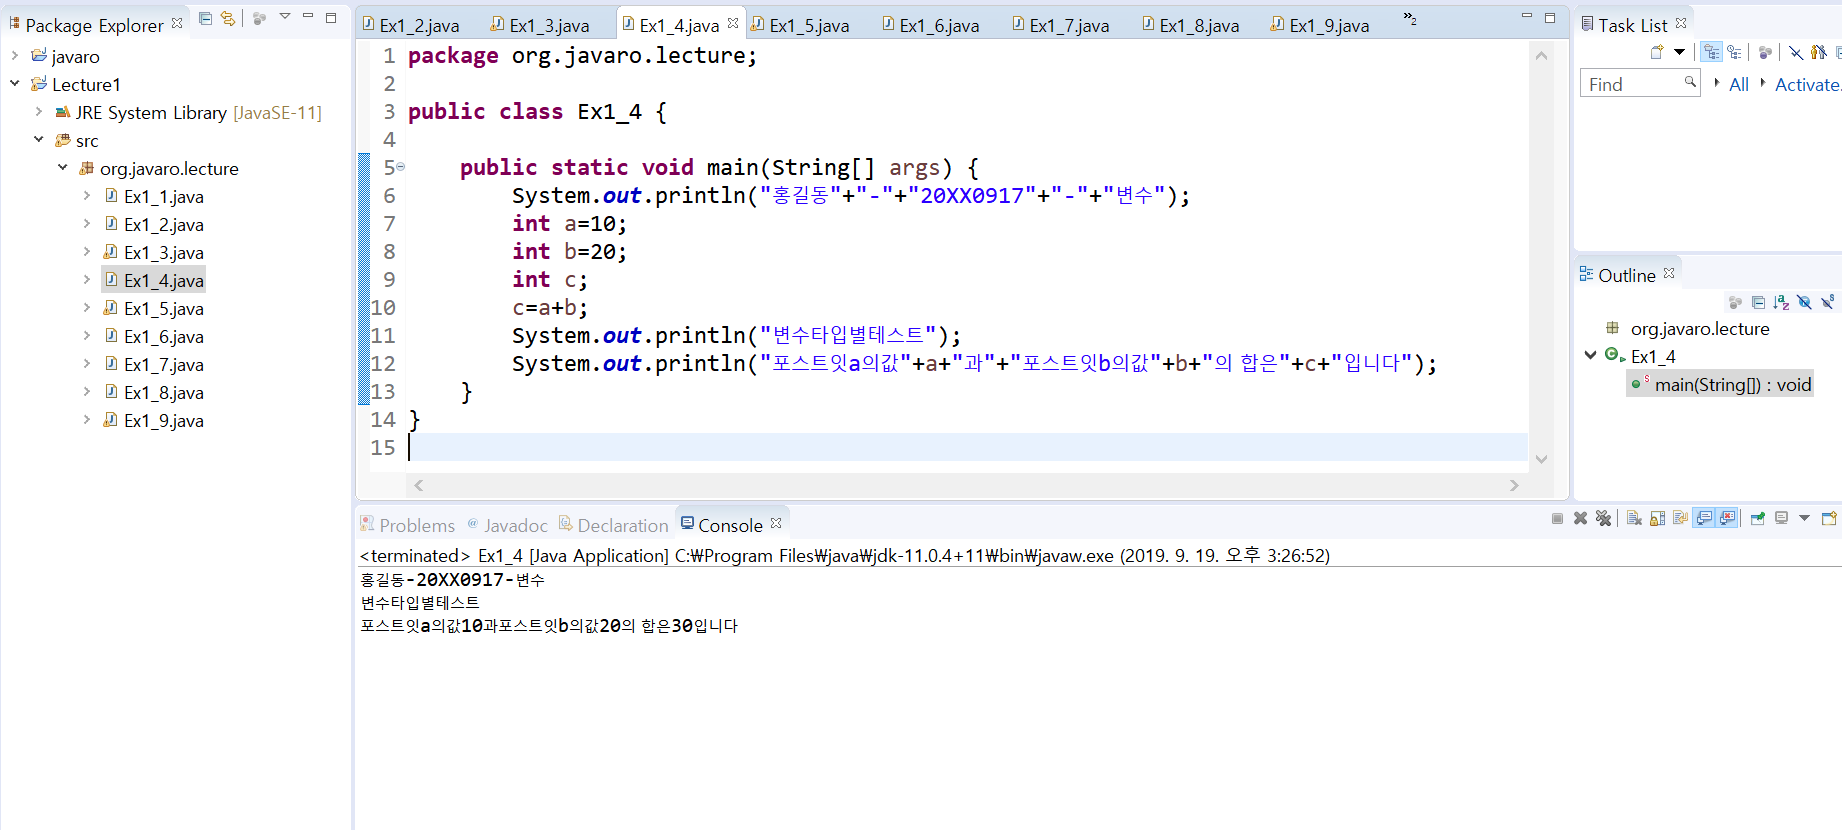 Package Explorer
javaro
Lecture1
JRE System Library [JavaSE-11]
src
org.javaro.lecture
Ex1_1.java
Ex1_2.java
Ex1_3.java
Ex1_4.java
Ex1_5.java
Ex1_6.java
Ex1_7.java
Ex1_8.java
Ex1_9.java
Ex1_2.java Ex1_3.java Ex1_4.java Ex1_5.java Ex1_6.java Ex1_7.java Ex1_8.java Ex1_9.java »2
1 package org.javaro.lecture;
2
3 public class Ex1_4 {
4
5 public static void main(String[] args) {
6 System.out.println("홍길동"+"-"+"20XX0917"+"-"+"변수");
7 int a=10;
8 int b=20;
9 int c;
10 c=a+b;
11 System.out.println("변수타입별테스트");
12 System.out.println("포스트잇a의값"+a+"과"+"포스트잇b의값"+b+"의 합은"+c+"입니다");
13 }
14 }
15
Problems @ Javadoc Declaration Console
<terminated> Ex1_4 [Java Application] C:₩Program Files₩java₩jdk-11.0.4+11₩bin₩javaw.exe (2019. 9. 19. 오후 3:26:52)
홍길동-20XX0917-변수
변수타입별테스트
포스트잇a의값10과포스트잇b의값20의 합은30입니다
Task List
Find All Activate.
Outline
org.javaro.lecture
Ex1_4
main(String[]) : void